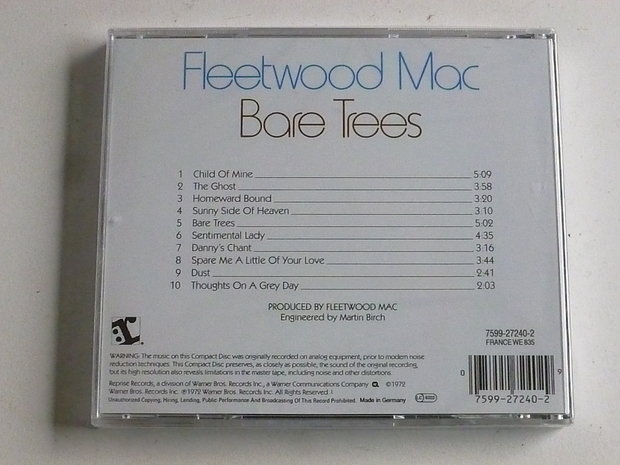 Fleetwood Mac
Bare Trees
1 Child Of Mine 5:09
2 The Ghost 3:58
3 Homeward Bound 3:20
4 Sunny Side Of Heaven 3:10
5 Bare Trees 5:02
6 Sentimental Lady 4:35
7 Danny's Chant 3:16
8 Spare Me A Little Of Your Love 3:44
9 Dust 2:41
10 Thoughts On A Grey Day 2:03
PRODUCED BY FLEETWOOD MAC
Engineered by Martin Birch
7599-27240-2
FRANCE WE 835
WARNING: The music on this Compact Disc was originally recorded on analog equipment, prior to modern noise
reduction techniques. This Compact Disc preserves, as closely as possible, the sound of the original recording,
but its high resolution also reveals limitations in the master tape, including noise and other distortions.
Reprise Records, a division of Warner Bros. Records Inc., a Warner Communications Company ©1972
Warner Bros. Records Inc. ℗1972 Warner Bros. Records Inc. All Rights Reserved.
Unauthorized Copying, Hiring, Lending, Public Performance And Broadcasting Of This Record Prohibited. Made in Germany
0 9
7599-27240-2